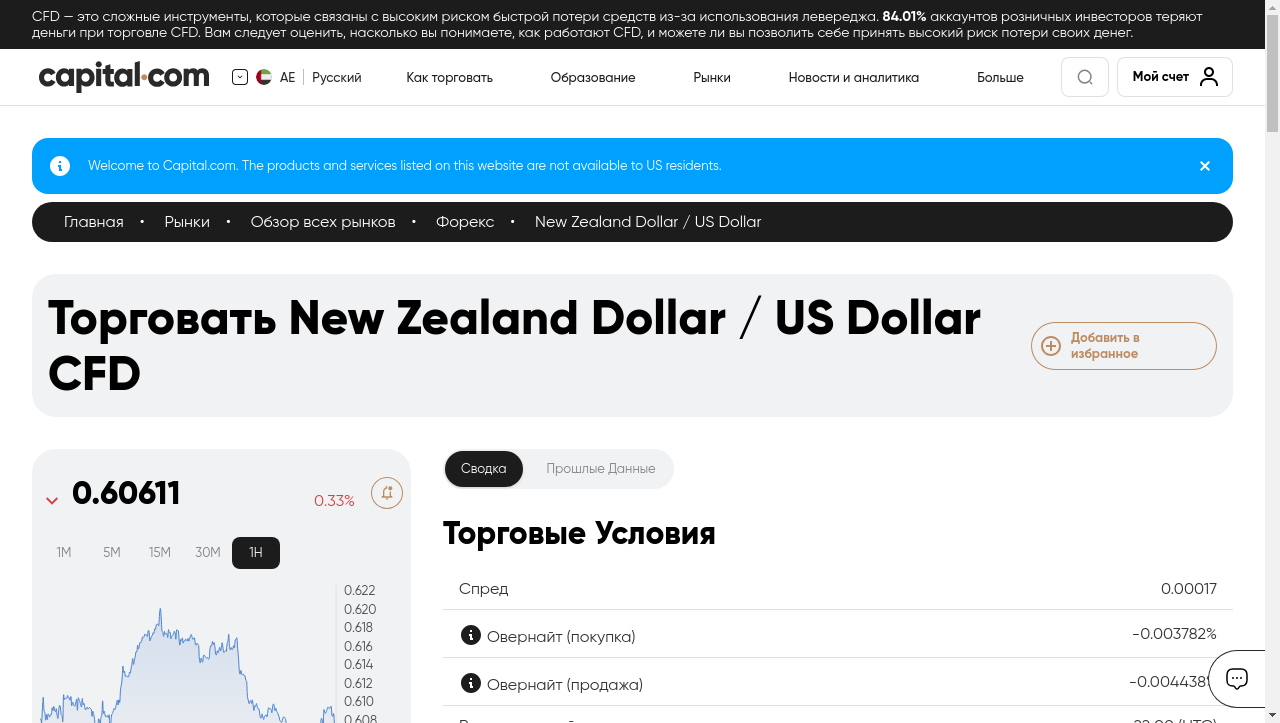 CFD — это сложные инструменты, которые связаны с высоким риском быстрой потери средств из-за использования левереджа. 84.01% аккаунтов розничных инвесторов теряют
деньги при торговле CFD. Вам следует оценить, насколько вы понимаете, как работают CFD, и можете ли вы позволить себе принять высокий риск потери своих денег.
capital.com AE Русский Как торговать Образование Рынки Новости и аналитика Больше Мой счет
Welcome to Capital.com. The products and services listed on this website are not available to US residents.
Главная • Рынки • Обзор всех рынков • Форекс • New Zealand Dollar / US Dollar
Торговать New Zealand Dollar / US Dollar
CFD
Добавить в
избранное
0.60611 0.33%
1M 5M 15M 30M 1H
0.622
0.620
0.618
0.616
0.614
0.612
0.610
0.608
Сводка Прошлые Данные
Торговые Условия
Спред 0.00017
Овернайт (покупка) -0.003782%
Овернайт (продажа) -0.004438
22:00 (UTC)